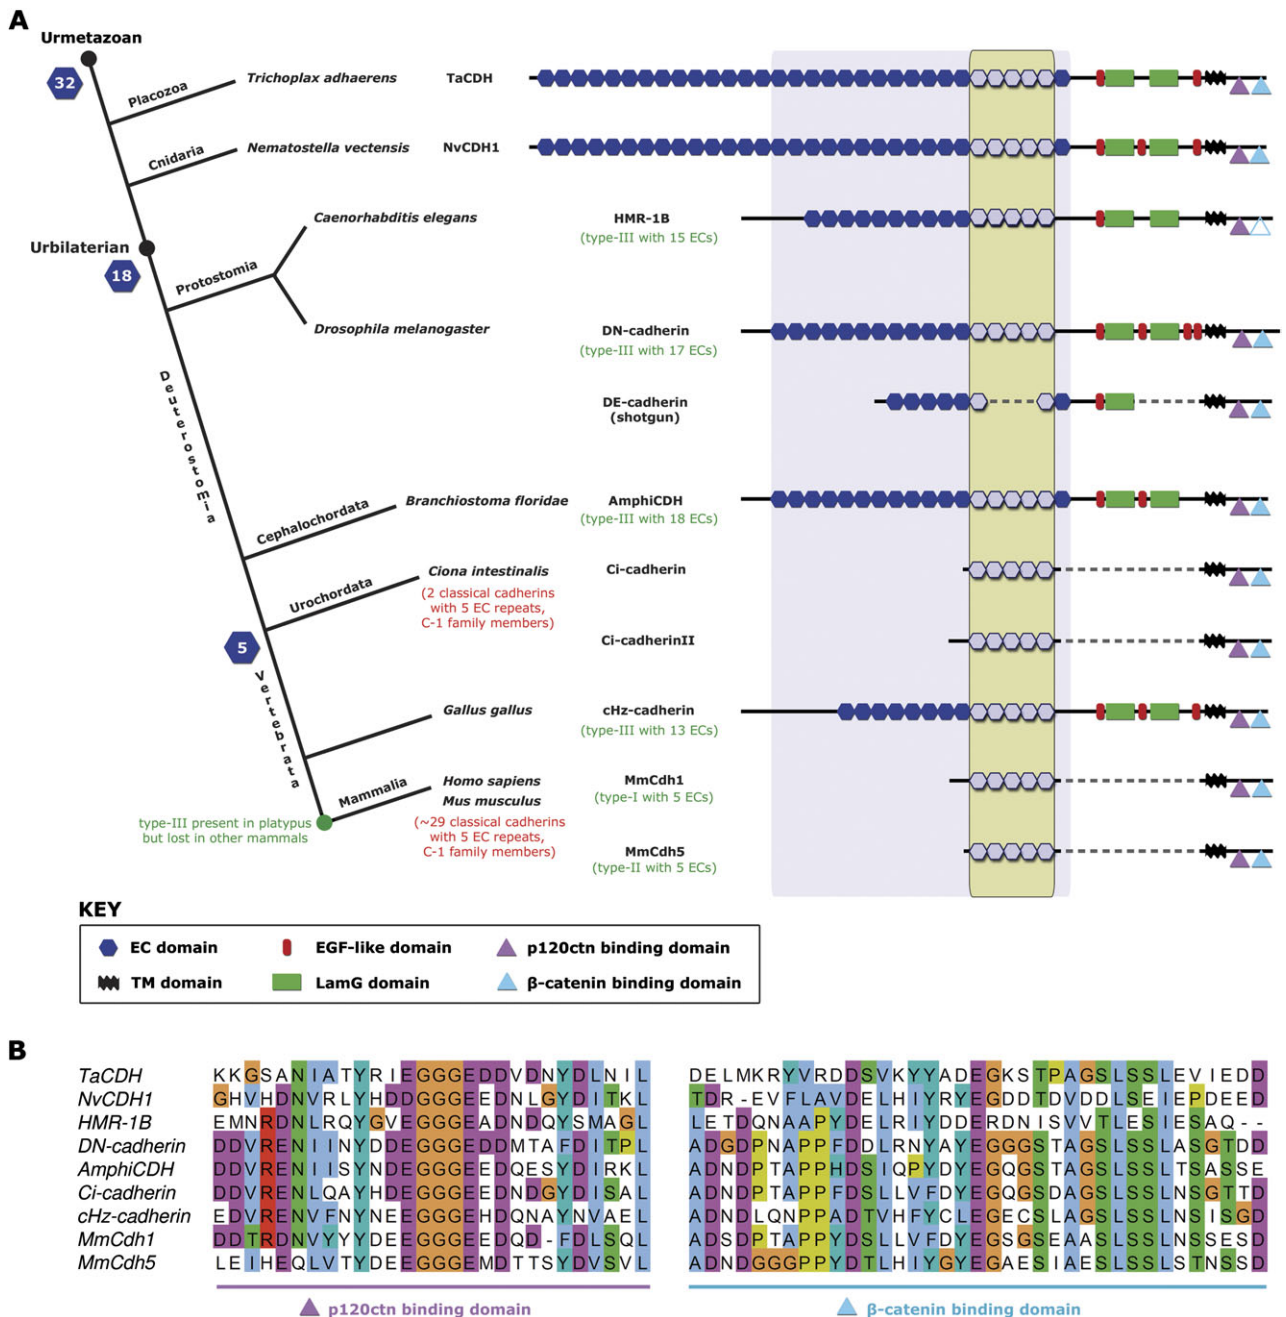 A
Urmetazoan
32
Placozoa
Trichoplax adhaerens
TaCDH
Cnidaria
Nematostella vectensis
NvCDH1
Urbilaterian
18
Protostomia
Caenorhabditis elegans
HMR-1B
(type-III with 15 ECs)
Drosophila melanogaster
DN-cadherin
(type-III with 17 ECs)
DE-cadherin
(shotgun)
Deuterostomia
Cephalochordata
Branchiostoma floridae
AmphiCDH
(type-III with 18 ECs)
Urochordata
Ciona intestinalis
(2 classical cadherins
with 5 EC repeats,
C-1 family members)
Ci-cadherin
Ci-cadherinII
5
Vertebrata
Gallus gallus
cHz-cadherin
(type-III with 13 ECs)
Mammalia
Homo sapiens
Mus musculus
(~29 classical cadherins
with 5 EC repeats,
C-1 family members)
MmCdh1
(type-I with 5 ECs)
MmCdh5
(type-II with 5 ECs)
type-III present in platypus
but lost in other mammals
KEY
EC domain
EGF-like domain
p120ctn binding domain
TM domain
LamG domain
β-catenin binding domain
B
TaCDH KKGSANIATYRIEGGGEDDVDNYDLNIL DELMKRYVRDDSVKYYADEGKSTPAGSLSSLEVIEDD
NvCDH1 GHVHDNVRLYHDDGGGEEDNLGYDITKL TDR-EVFLAVDELHIYRYEGDDTDVDDLSEIEPDEED
HMR-1B EMNRDNLRQYGVEGGGEADNDQYSMAGL LETDQNAAPYDELRIYDDERDNISVVTLESIESAQ--
DN-cadherin DDVRENIINYDDEGGGEDDMTAFDITPL ADGDPNAPPFDDLRNYAYEGGGSTAGSLSSLASGTDD
AmphiCDH DDVRENIISYNDEGGGEEDQESYDIRKL ADNDPTAPPHDSIQPYDYEGQGSTAGSLSSLTSASSE
Ci-cadherin DDVRENLQAYHDEGGGEEDNDGYDISAL ADNDPTAPPFDSLLVFDYEGQGSDAGSLSSLNSGTTD
cHz-cadherin EDVRENVFNYNEEGGGEHDQNAYNVAEL ADNDLQNPPADTVHFYCLEGECSLAGSLSSLNSISGD
MmCdh1 DDTRDNVYYYDEEGGGEEDQD-FDLSQL ADSDPTAPPYDSLLVFDYEGSGSEAASLSSLNSSESD
MmCdh5 LEIHEQLVTYDEEGGGEMDTTSYDVSVL ADNDGGGPPYDTLHIYGYEGAESIAESLSSLSTNSSD
p120ctn binding domain
β-catenin binding domain